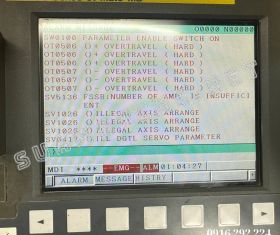 O0000 N00000
SW0100 PARAMETER ENABLE SWITCH ON
OT0506 ( ) + OVERTRAVEL ( HARD )
OT0506 ( ) + OVERTRAVEL ( HARD )
OT0506 ( ) + OVERTRAVEL ( HARD )
OT0507 ( ) - OVERTRAVEL ( HARD )
OT0507 ( ) - OVERTRAVEL ( HARD )
OT0507 ( ) - OVERTRAVEL ( HARD )
SV5136 FSSB:NUMBER OF AMP. IS INSUFFICI
ENT
SV1026 ( )ILLEGAL AXIS ARRANGE
SV1026 ( )ILLEGAL AXIS ARRANGE
SV1026 ( )ILLEGAL AXIS ARRANGE
SV0417 ( )ILL DGTL SERVO PARAMETER
MDI **** --EMG-- ALM 01:04:27
ALARM MESSAGE HISTRY
0916.292.224